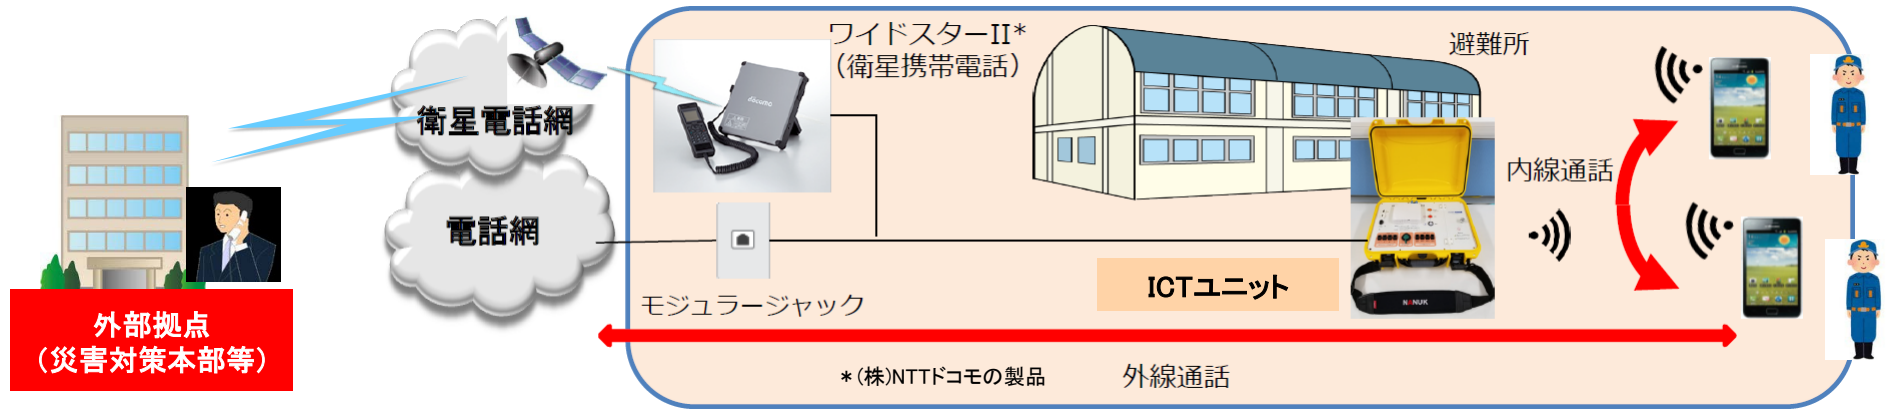 ワイドスターII*
（衛星携帯電話）
避難所
docomo
衛星電話網
内線通話
電話網
ICTユニット
モジュラージャック
NANUK
外部拠点
（災害対策本部等）
*(株)NTTドコモの製品
外線通話